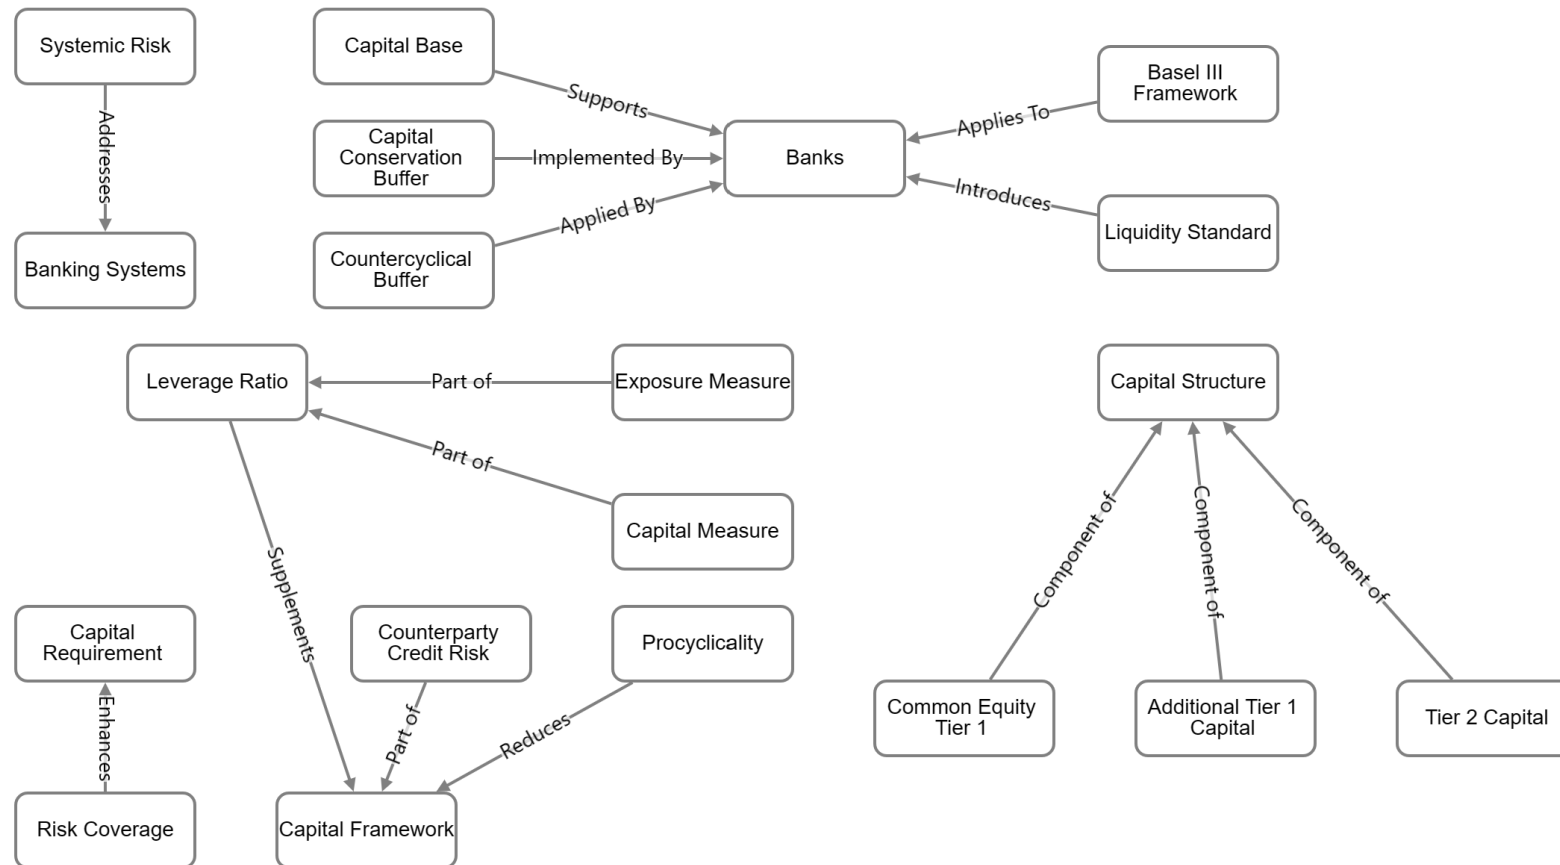 Systemic Risk
Capital Base
Basel III
Framework
Addresses
Supports
Applies To
Capital
Conservation
Buffer
Implemented By
Banks
Introduces
Applied By
Liquidity Standard
Banking Systems
Countercyclical
Buffer
Leverage Ratio
Part of
Exposure Measure
Capital Structure
Part of
Capital Measure
Supplements
Component of
Component of
Component of
Capital
Requirement
Counterparty
Credit Risk
Procyclicality
Enhances
Part of
Reduces
Common Equity
Tier 1
Additional Tier 1
Capital
Tier 2 Capital
Risk Coverage
Capital Framework